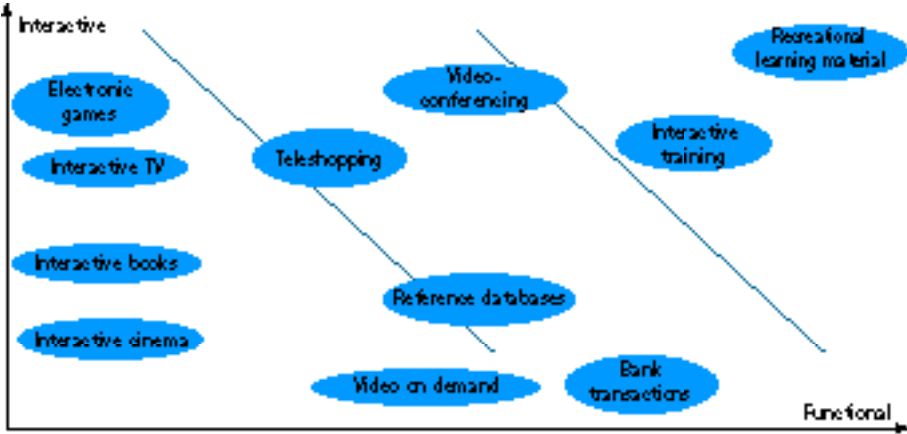 Interactive
Recreational
learning material
Electronic
games
Video-
conferencing
Interactive
training
Teleshopping
Interactive TV
Interactive books
Reference databases
Interactive cinema
Video on demand
Bank
transactions
Functional